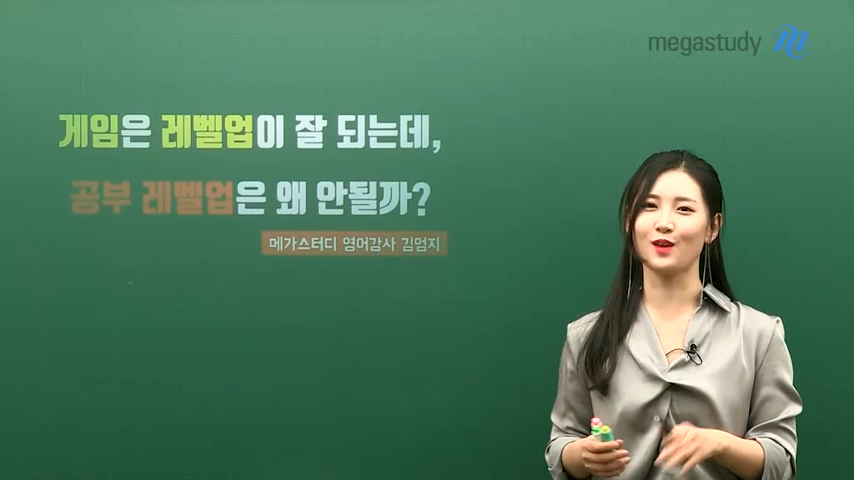 megastudy
게임은 레벨업이 잘 되는데,
공부 레벨업은 왜 안될까?
메가스터디 영어강사 김엄지